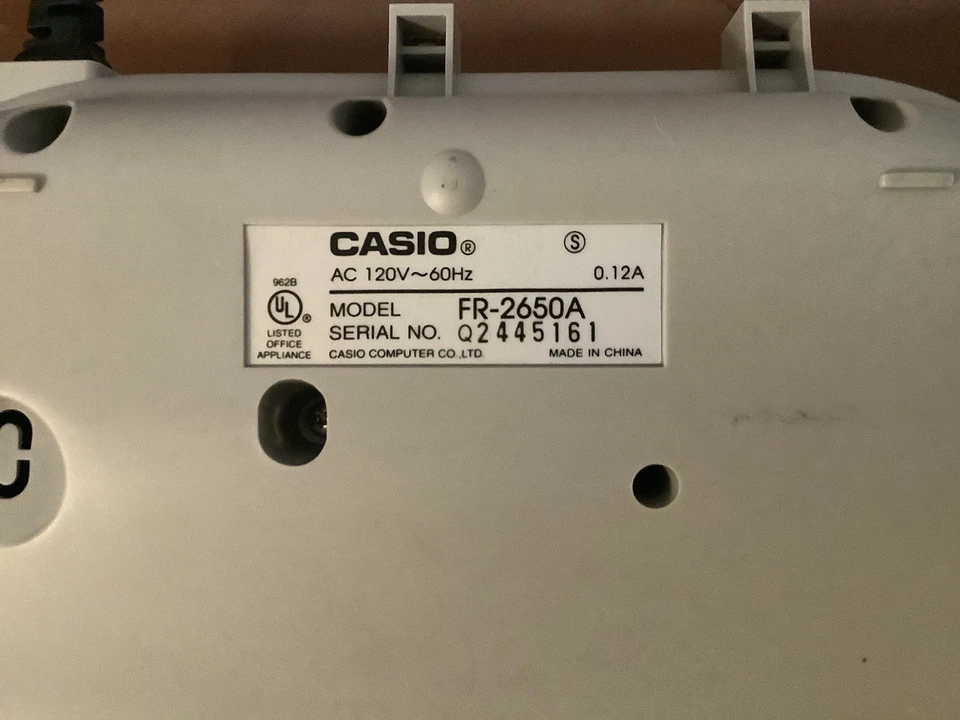 CASIO® Ⓢ
AC 120V～60Hz 0.12A
962B
UL®
LISTED
OFFICE
APPLIANCE
MODEL FR-2650A
SERIAL NO. Q2445161
CASIO COMPUTER CO.,LTD. MADE IN CHINA